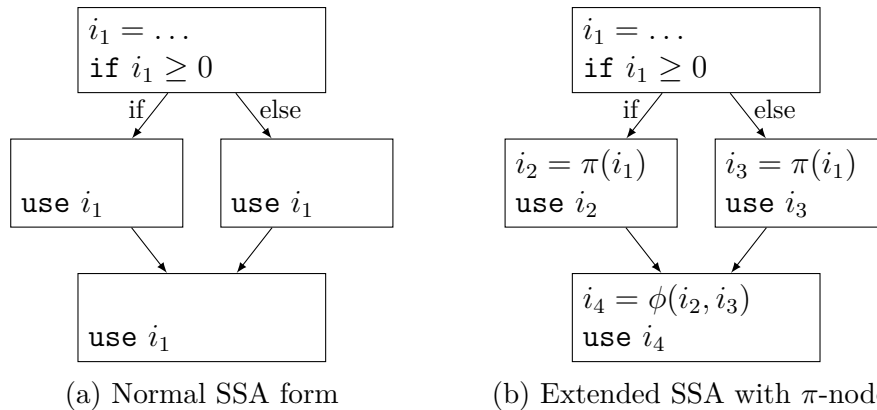 i₁ = …
if i₁ ≥ 0
if
else
use i₁
use i₁
use i₁
(a) Normal SSA form
i₁ = …
if i₁ ≥ 0
if
else
i₂ = π(i₁)
use i₂
i₃ = π(i₁)
use i₃
i₄ = ϕ(i₂, i₃)
use i₄
(b) Extended SSA with π-node